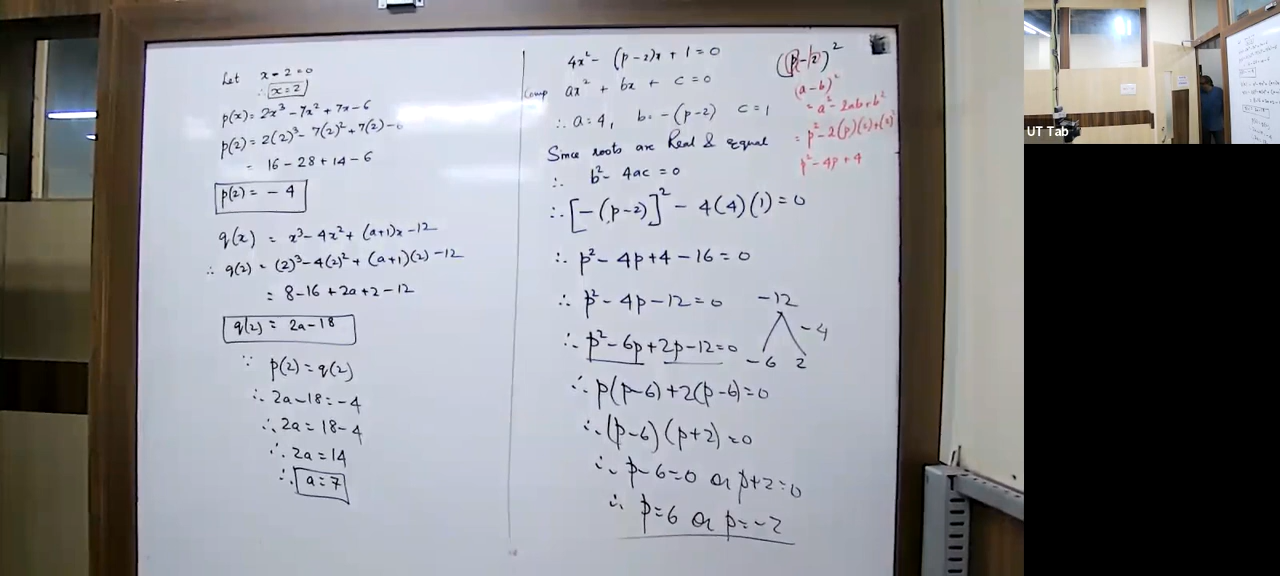 Let x-2=0
∴ x=2
p(x) = 2x³-7x²+7x-6
p(2) = 2(2)³-7(2)²+7(2)-6
= 16-28+14-6
p(2) = -4
q(x) = x³-4x²+(a+1)x-12
∴ q(2) = (2)³-4(2)²+(a+1)(2)-12
= 8-16+2a+2-12
q(2) = 2a-18
∵ p(2)=q(2)
∴ 2a-18=-4
∴ 2a=18-4
∴ 2a=14
∴ a=7
4x²-(p-2)x+1=0
Comp ax²+bx+c=0
∴ a=4, b=-(p-2) c=1
Since roots are Real & equal
∴ b²-4ac=0
∴ [-(p-2)]²-4(4)(1)=0
∴ p²-4p+4-16=0
∴ p²-4p-12=0
∴ p²-6p+2p-12=0
∴ p(p-6)+2(p-6)=0
∴ (p-6)(p+2)=0
∴ p-6=0 or p+2=0
∴ p=6 or p=-2
-12
-4
-6 2
(p-2)²
(a-b)²
= a²-2ab+b²
= p²-2(p)(2)+(2)²
p²-4p+4
UT Tab